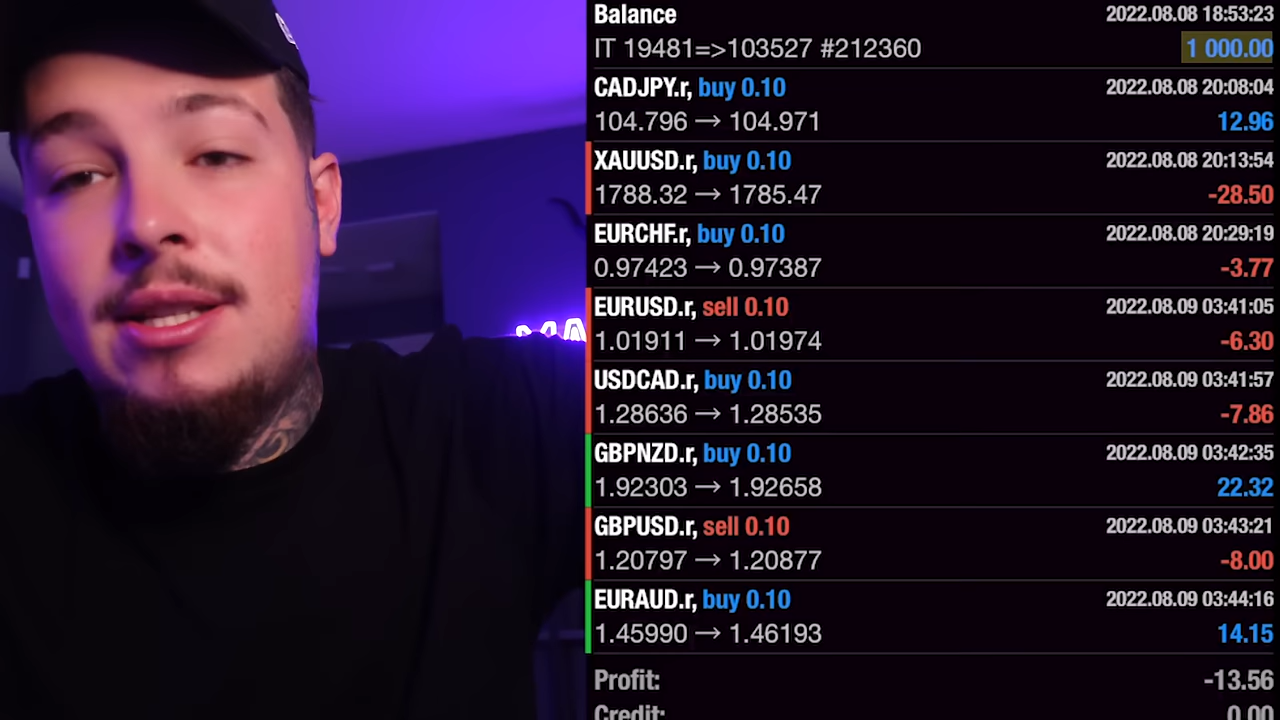 Balance 2022.08.08 18:53:23
IT 19481=>103527 #212360 1 000.00
CADJPY.r, buy 0.10 2022.08.08 20:08:04
104.796 → 104.971 12.96
XAUUSD.r, buy 0.10 2022.08.08 20:13:54
1788.32 → 1785.47 -28.50
EURCHF.r, buy 0.10 2022.08.08 20:29:19
0.97423 → 0.97387 -3.77
EURUSD.r, sell 0.10 2022.08.09 03:41:05
1.01911 → 1.01974 -6.30
USDCAD.r, buy 0.10 2022.08.09 03:41:57
1.28636 → 1.28535 -7.86
GBPNZD.r, buy 0.10 2022.08.09 03:42:35
1.92303 → 1.92658 22.32
GBPUSD.r, sell 0.10 2022.08.09 03:43:21
1.20797 → 1.20877 -8.00
EURAUD.r, buy 0.10 2022.08.09 03:44:16
1.45990 → 1.46193 14.15
Profit: -13.56
Credit: 0.00